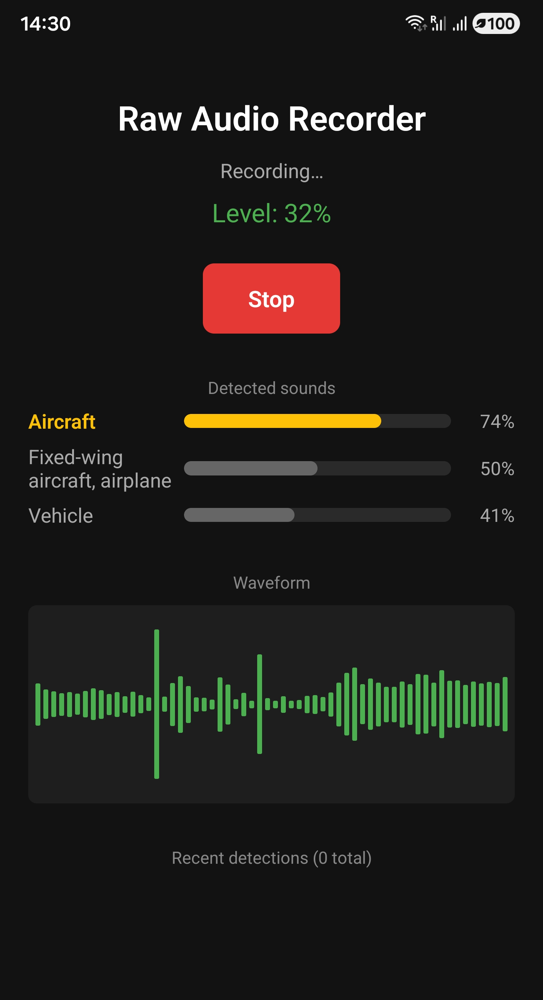 14:30
R
100
Raw Audio Recorder
Recording…
Level: 32%
Stop
Detected sounds
Aircraft
74%
Fixed-wing
aircraft, airplane
50%
Vehicle
41%
Waveform
Recent detections (0 total)